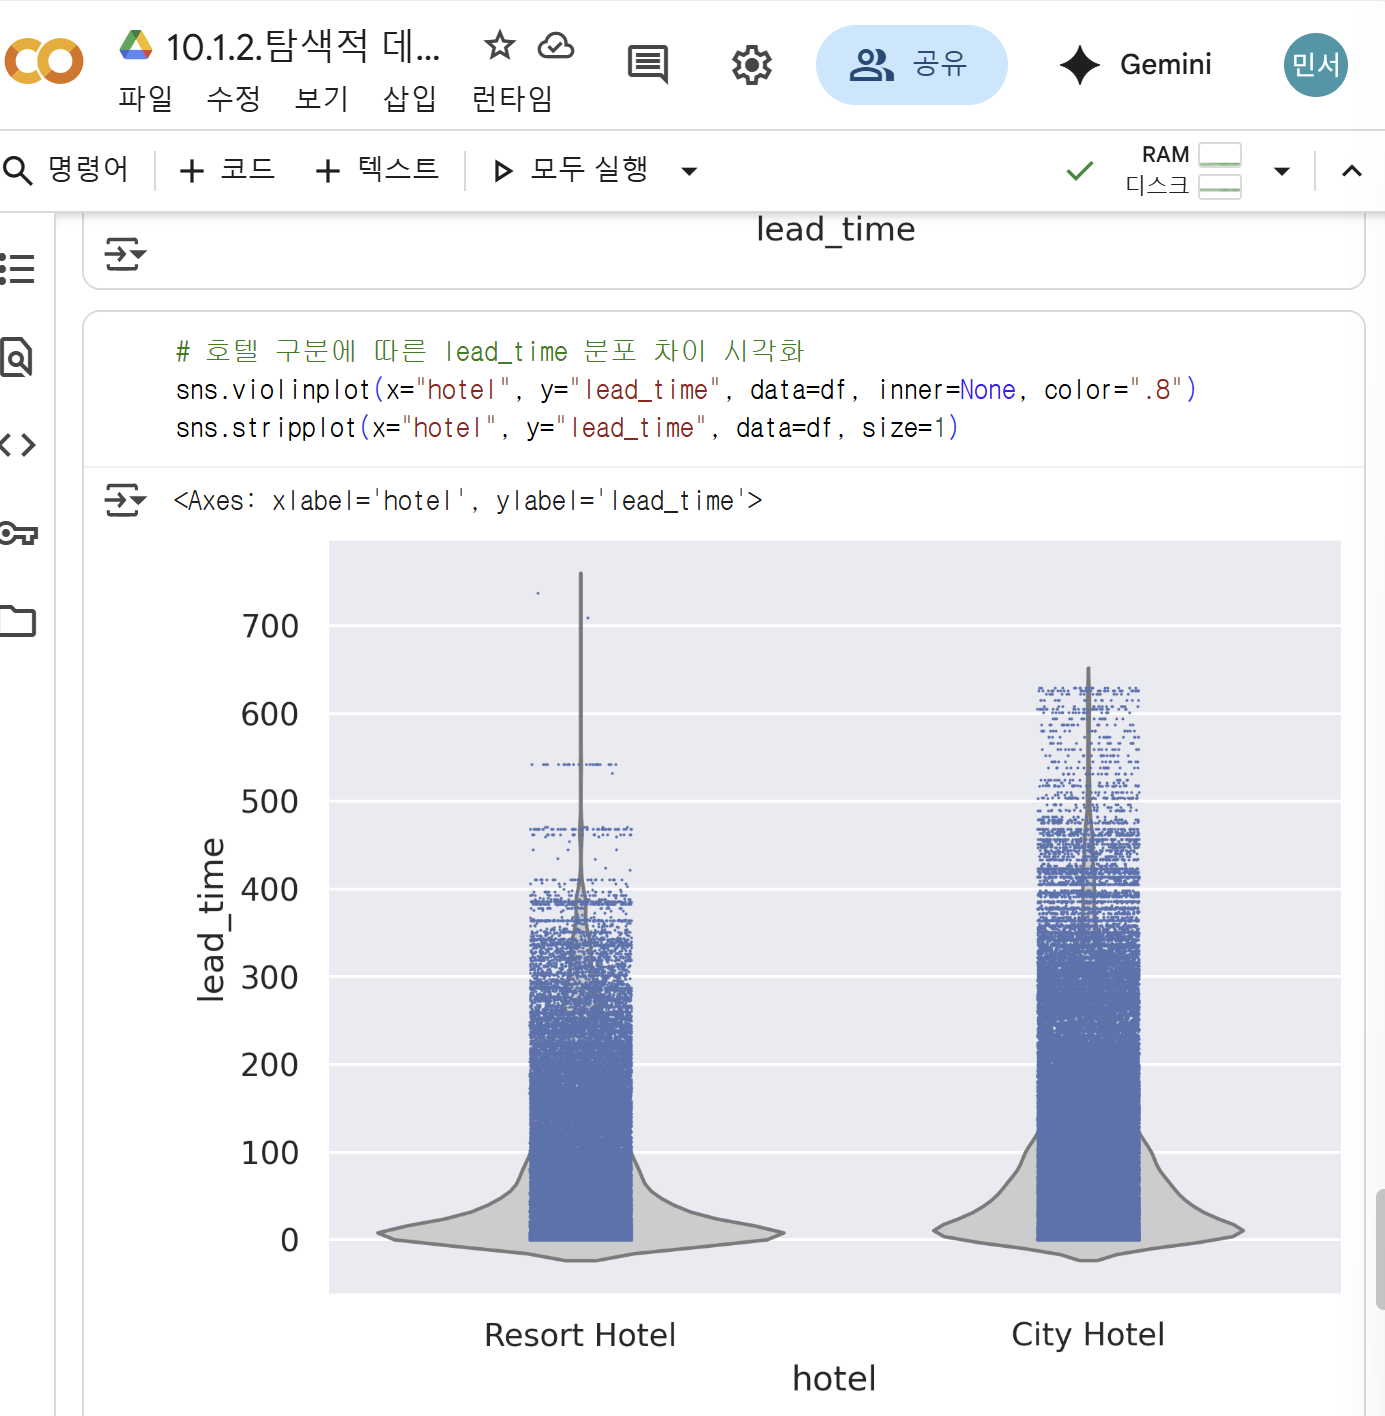 10.1.2.탐색적 데...
공유
Gemini
민서
파일 수정 보기 삽입 런타임
명령어 + 코드 + 텍스트 모두 실행
RAM
디스크
lead_time
# 호텔 구분에 따른 lead_time 분포 차이 시각화
sns.violinplot(x="hotel", y="lead_time", data=df, inner=None, color=".8")
sns.stripplot(x="hotel", y="lead_time", data=df, size=1)
<Axes: xlabel='hotel', ylabel='lead_time'>
700
600
500
400
300
200
100
0
lead_time
Resort Hotel
City Hotel
hotel